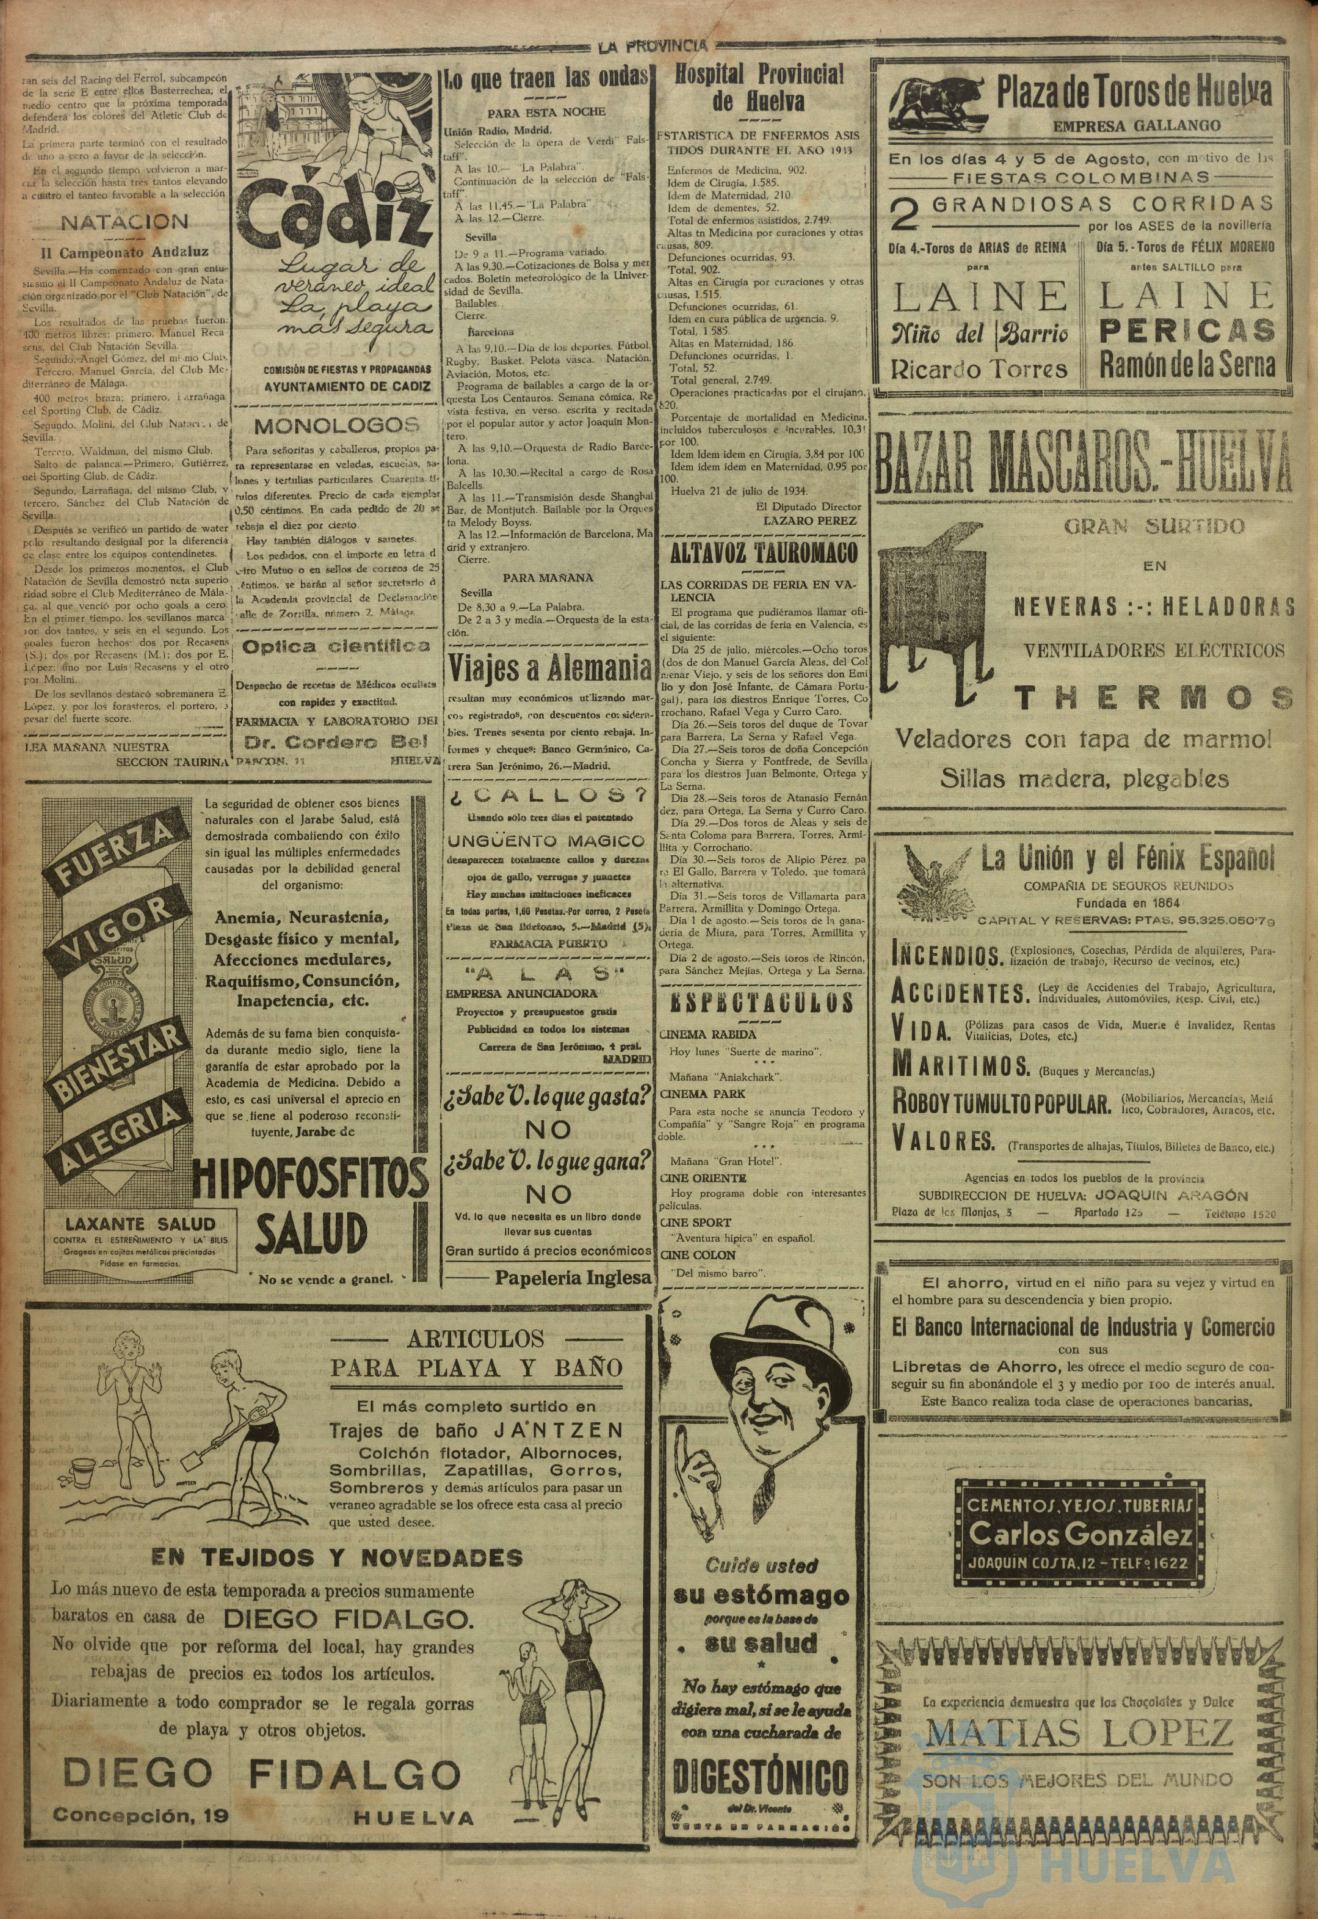 LA PROVINCIA
ran seis del Racing del Ferrol, subcampeón
de la serie E entre ellos Basterrechea, el
medio centro que la próxima temporada
defenderá los colores del Atletic Club de
Madrid.
La primera parte terminó con el resultado
de uno a cero a favor de la selección.
En el segundo tiempo volvieron a mar-
car la selección hasta tres tantos elevando
a cuatro el tanteo favorable a la selección
NATACION
II Campeonato Andaluz
Sevilla.—Ha comenzado con gran entu-
siasmo el II Campeonato Andaluz de Nata-
ción organizado por el "Club Natación", de
Sevilla.
Los resultados de las pruebas fueron:
400 metros libres: primero, Manuel Reca
sens, del Club Natación Sevilla.
Segundo, Angel Gómez, del mismo Club.
Tercero, Manuel García, del Club Me-
diterráneo de Málaga.
400 metros braza: primero, Larrañaga
del Sporting Club, de Cádiz.
Segundo, Molini, del Club Natación de
Sevilla.
Tercero, Waldman, del mismo Club.
Salto de palanca.—Primero, Gutiérrez,
del Sporting Club, de Cádiz.
Segundo, Larrañaga, del mismo Club, y
tercero, Sánchez del Club Natación de
Sevilla.
Después se verificó un partido de water
polo resultando desigual por la diferencia
de clase entre los equipos contendinetes.
Desde los primeros momentos, el Club
Natación de Sevilla demostró neta superio
ridad sobre el Club Mediterráneo de Mála-
ga, al que venció por ocho goals a cero.
En el primer tiempo, los sevillanos marca
ron dos tantos, y seis en el segundo. Los
goales fueron hechos: dos por Recasens
(S.); dos por Recasens (M.); dos por E.
López; uno por Luis Recasens y el otro
por Molini.
De los sevillanos destacó sobremanera E.
López, y por los forasteros, el portero, a
pesar del fuerte score.
LEA MAÑANA NUESTRA
SECCION TAURINA
Cádiz
Lugar de
veraneo ideal
La playa
más segura
COMISIÓN DE FIESTAS Y PROPAGANDAS
AYUNTAMIENTO DE CADIZ
MONOLOGOS
Para señoritas y caballeros, propios pa-
ra representarse en veladas, escuelas, sa-
lones y tertulias particulares. Cuarenta tí-
tulos diferentes. Precio de cada ejemplar
0,50 céntimos. En cada pedido de 20 se
rebaja el diez por ciento.
Hay también diálogos y sainetes.
Los pedidos, con el importe en letra d
Giro Mutuo o en sellos de correos de 25
céntimos, se harán al señor secretario d
la Academia provincial de Declamación
calle de Zorrilla, número 2, Málaga.
Optica científica
Despacho de recetas de Médicos oculista
con rapidez y exactitud.
FARMACIA Y LABORATORIO DEL
Dr. Cordero Bel
RASCON, 11 HUELVA
Lo que traen las ondas
PARA ESTA NOCHE
Unión Radio, Madrid.
Selección de la ópera de Verdi" Fals-
taff".
A las 10.— "La Palabra".
Continuación de la selección de "Fals-
taff"
A las 11,45.—"La Palabra"
A las 12.—Cierre.
Sevilla
De 9 a 11.—Programa variado.
A las 9,30.—Cotizaciones de Bolsa y mer
cados. Boletín meteorológico de la Univer-
sidad de Sevilla.
Bailables.
Cierre.
Barcelona
A las 9,10.—Día de los deportes. Fútbol,
Rugby. Basket. Pelota vasca. Natación.
Aviación, Motos, etc.
Programa de bailables a cargo de la or-
questa Los Centauros. Semana cómica. Re
vista festiva, en verso, escrita y recitada
por el popular autor y actor Joaquín Mon-
tero.
A las 9,10.—Orquesta de Radio Barce-
lona.
A las 10,30.—Recital a cargo de Rosa
Balcells.
A las 11.—Transmisión desde Shanghai
Bar, de Montjutch. Bailable por la Orques
ta Melody Boyss.
A las 12.—Información de Barcelona, Ma
drid y extranjero.
Cierre.
PARA MAÑANA
Sevilla
De 8,30 a 9.—La Palabra.
De 2 a 3 y media.—Orquesta de la esta-
ción.
Viajes a Alemania
resultan muy económicos utilizando mar-
cos registrados, con descuentos considera-
bles. Trenes sesenta por ciento rebaja. In-
formes y cheques: Banco Germánico, Ca-
rrera San Jerónimo, 26.—Madrid.
¿CALLOS?
Usando sólo tres días el patentado
UNGÜENTO MAGICO
desaparecen totalmente callos y durezas
ojos de gallo, verrugas y juanetes
Hay muchas imitaciones ineficaces
En todas partes, 1,60 Pesetas.-Por correo, 2 Peseta
Plaza de San Ildefonso, 5.—Madrid (5).
FARMACIA PUERTO
"ALAS"
EMPRESA ANUNCIADORA
Proyectos y presupuestos gratis
Publicidad en todos los sistemas
Carrera de San Jerónimo, 4 pral.
MADRID
¿Sabe V. lo que gasta?
NO
¿Sabe V. lo que gana?
NO
Vd. lo que necesita es un libro donde
llevar sus cuentas
Gran surtido á precios económicos
Papelería Inglesa
Hospital Provincial
de Huelva
ESTARISTICA DE ENFERMOS ASIS
TIDOS DURANTE EL AÑO 1933
Enfermos de Medicina, 902.
Idem de Cirugía, 1.585.
Idem de Maternidad, 210
Idem de dementes, 52.
Total de enfermos asistidos, 2.749.
Altas tn Medicina por curaciones y otras
causas, 809.
Defunciones ocurridas, 93.
Total, 902.
Altas en Cirugía por curaciones y otras
causas, 1.515.
Defunciones ocurridas, 61.
Idem en cura pública de urgencia, 9.
Total, 1 585.
Altas en Maternidad, 186.
Defunciones ocurridas, 1.
Total, 52.
Total general, 2.749.
Operaciones practicadas por el cirujano,
820.
Porcentaje de mortalidad en Medicina,
incluidos tuberculosos e incurables, 10,31
por 100.
Idem Idem idem en Cirugía, 3,84 por 100
Idem idem idem en Maternidad, 0,95 por
100.
Huelva 21 de julio de 1934.
El Diputado Director
LAZARO PEREZ
ALTAVOZ TAUROMACO
LAS CORRIDAS DE FERIA EN VA-
LENCIA
El programa que pudiéramos llamar ofi-
cial, de las corridas de feria en Valencia, es
el siguiente:
Día 25 de julio, miércoles.—Ocho toros
(dos de don Manuel García Aleas, del Col
menar Viejo, y seis de los señores don Emi
lio y don José Infante, de Cámara Portu-
gal), para los diestros Enrique Torres, Co
rrochano, Rafael Vega y Curro Caro.
Día 26.—Seis toros del duque de Tovar
para Barrera, La Serna y Rafael Vega.
Día 27.—Seis toros de doña Concepción
Concha y Sierra y Fontfrede, de Sevilla
para los diestros Juan Belmonte, Ortega y
La Serna.
Día 28.—Seis toros de Atanasio Fernán
dez, para Ortega, La Serna y Curro Caro.
Día 29.—Dos toros de Aleas y seis de
Santa Coloma para Barrera, Torres, Armi-
llita y Corrochano.
Día 30.—Seis toros de Alipio Pérez, pa
ra El Gallo, Barrera y Toledo, que tomará
la alternativa.
Día 31.—Seis toros de Villamarta para
Barrera, Armillita y Domingo Ortega.
Día 1 agosto.—Seis toros de la gana-
dería de Miura, para Torres, Armillita y
Ortega.
Día 2 de agosto.—Seis toros de Rincón,
para Sánchez Mejías, Ortega y La Serna.
ESPECTACULOS
CINEMA RABIDA
Hoy lunes "Suerte de marino".
* * *
Mañana "Aniakchark".
CINEMA PARK
Para esta noche se anuncia Teodoro y
Compañía" y "Sangre Roja" en programa
doble.
* * *
Mañana "Gran Hotel".
CINE ORIENTE
Hoy programa doble con interesantes
películas.
CINE SPORT
"Aventura hípica" en español.
CINE COLON
"Del mismo barro".
Plaza de Toros de Huelva
EMPRESA GALLANGO
En los días 4 y 5 de Agosto, con motivo de las
FIESTAS COLOMBINAS
2 GRANDIOSAS CORRIDAS
por los ASES de la novillería
Día 4.-Toros de ARIAS de REINA
para
LAINE
Niño del Barrio
Ricardo Torres
Día 5.-Toros de FÉLIX MORENO
antes SALTILLO para
LAINE
PERICAS
Ramón de la Serna
BAZAR MASCAROS.-HUELVA
GRAN SURTIDO
EN
NEVERAS :-: HELADORAS
VENTILADORES ELÉCTRICOS
THERMOS
Veladores con tapa de marmol
Sillas madera, plegables
La Unión y el Fénix Español
COMPAÑIA DE SEGUROS REUNIDOS
Fundada en 1864
CAPITAL Y RESERVAS: PTAS. 95.325.050'79
INCENDIOS. (Explosiones, Cosechas, Pérdida de alquileres, Para-
lización de trabajo, Recurso de vecinos, etc.)
ACCIDENTES. (Ley de Accidentes del Trabajo, Agricultura,
Individuales, Automóviles, Resp. Civil, etc.)
VIDA. (Pólizas para casos de Vida, Muerte é Invalidez, Rentas
Vitalicias, Dotes, etc.)
MARITIMOS. (Buques y Mercancías.)
ROBO Y TUMULTO POPULAR. (Mobiliarios, Mercancías, Metá
lico, Cobradores, Atracos, etc.
VALORES. (Transportes de alhajas, Títulos, Billetes de Banco, etc.)
Agencias en todos los pueblos de la provincia
SUBDIRECCION DE HUELVA: JOAQUIN ARAGÓN
Plaza de las Monjas, 3 — Apartado 125 — Teléfono 1520
El ahorro, virtud en el niño para su vejez y virtud en
el hombre para su descendencia y bien propio.
El Banco Internacional de Industria y Comercio
con sus
Libretas de Ahorro, les ofrece el medio seguro de con-
seguir su fin abonándole el 3 y medio por 100 de interés anual.
Este Banco realiza toda clase de operaciones bancarias.
CEMENTOS, YESOS, TUBERIAS
Carlos González
JOAQUÍN COSTA, 12 - TELFº 1622
La experiencia demuestra que los Chocolates y Dulce
MATIAS LOPEZ
SON LOS MEJORES DEL MUNDO
FUERZA
VIGOR
SALUD
BIENESTAR
ALEGRIA
La seguridad de obtener esos bienes
naturales con el Jarabe Salud, está
demostrada combatiendo con éxito
sin igual las múltiples enfermedades
causadas por la debilidad general
del organismo:
Anemia, Neurastenia,
Desgaste físico y mental,
Afecciones medulares,
Raquitismo, Consunción,
Inapetencia, etc.
Además de su fama bien conquista-
da durante medio siglo, tiene la
garantía de estar aprobado por la
Academia de Medicina. Debido a
esto, es casi universal el aprecio en
que se tiene al poderoso reconsti-
tuyente, Jarabe de
HIPOFOSFITOS
SALUD
No se vende a granel.
LAXANTE SALUD
CONTRA EL ESTREÑIMIENTO Y LA BILIS
Grageas en cajitas metálicas precintadas
Pídase en farmacias.
ARTICULOS
PARA PLAYA Y BAÑO
El más completo surtido en
Trajes de baño JANTZEN
Colchón flotador, Albornoces,
Sombrillas, Zapatillas, Gorros,
Sombreros y demás artículos para pasar un
veraneo agradable se los ofrece esta casa al precio
que usted desee.
EN TEJIDOS Y NOVEDADES
Lo más nuevo de esta temporada a precios sumamente
baratos en casa de DIEGO FIDALGO.
No olvide que por reforma del local, hay grandes
rebajas de precios en todos los artículos.
Diariamente a todo comprador se le regala gorras
de playa y otros objetos.
DIEGO FIDALGO
Concepción, 19 HUELVA
Cuide usted
su estómago
porque es la base de
su salud
No hay estómago que
digiera mal, si se le ayuda
con una cucharada de
DIGESTÓNICO
del Dr. Vicente
VENTA EN FARMACIAS
HUELVA